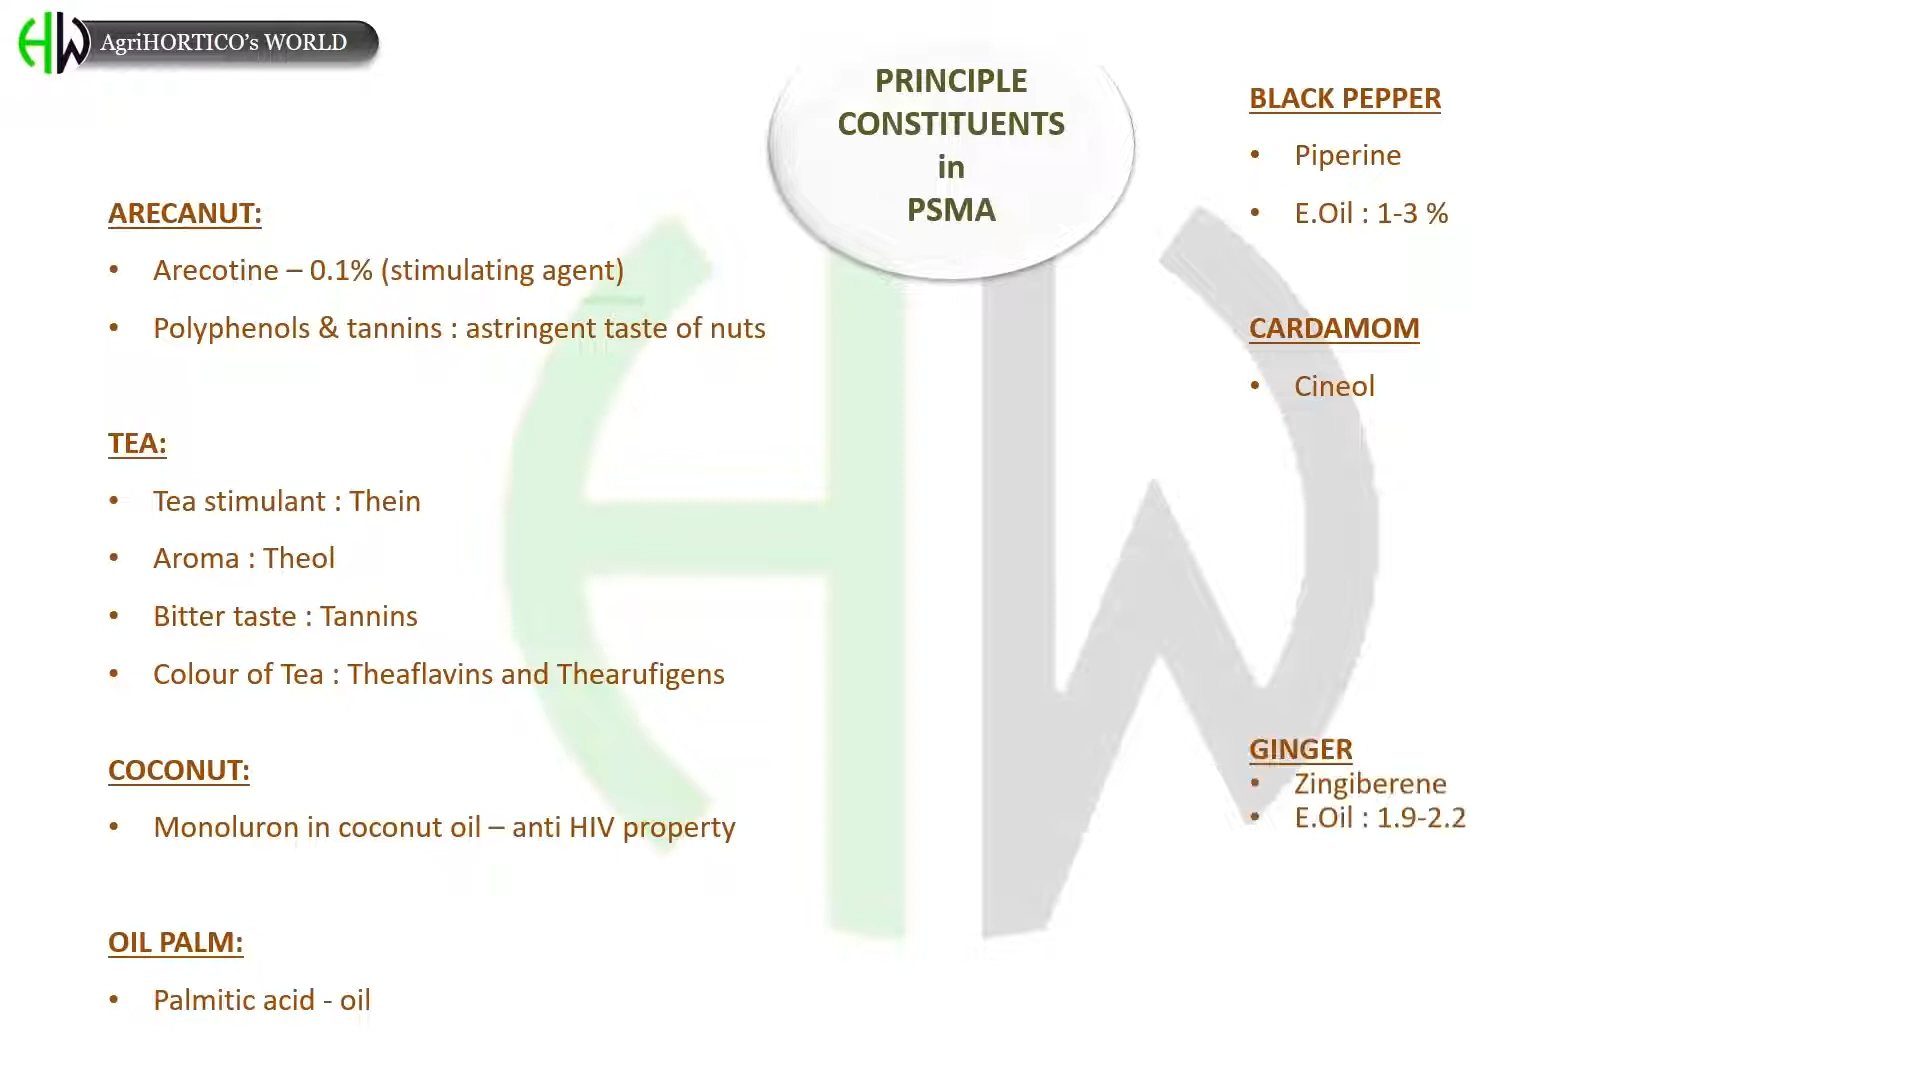 AgriHORTICO's WORLD
PRINCIPLE
CONSTITUENTS
in
PSMA
ARECANUT:
• Arecotine – 0.1% (stimulating agent)
• Polyphenols & tannins : astringent taste of nuts
TEA:
• Tea stimulant : Thein
• Aroma : Theol
• Bitter taste : Tannins
• Colour of Tea : Theaflavins and Thearufigens
COCONUT:
• Monoluron in coconut oil – anti HIV property
OIL PALM:
• Palmitic acid - oil
BLACK PEPPER
• Piperine
• E.Oil : 1-3 %
CARDAMOM
• Cineol
GINGER
• Zingiberene
• E.Oil : 1.9-2.2